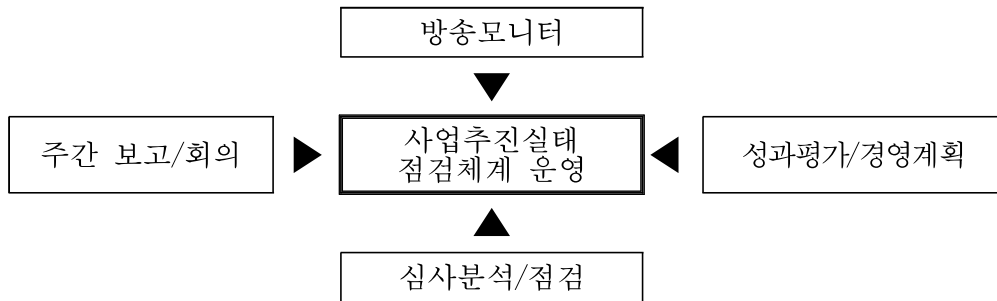 방송모니터
주간 보고/회의
사업추진실태
점검체계 운영
성과평가/경영계획
심사분석/점검